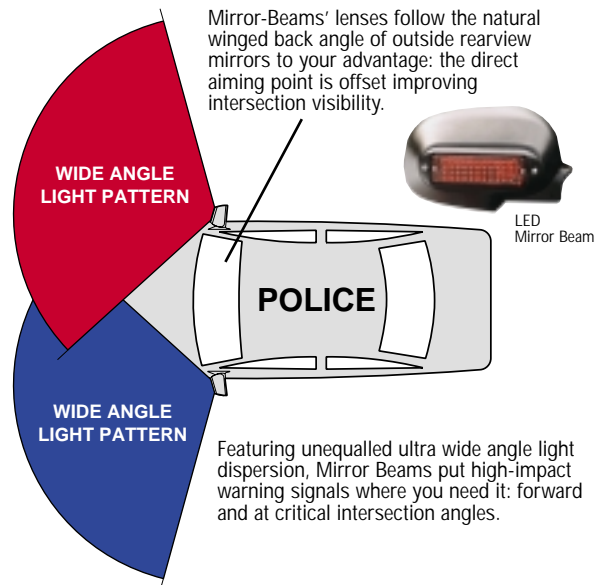 Mirror-Beams' lenses follow the natural
winged back angle of outside rearview
mirrors to your advantage: the direct
aiming point is offset improving
intersection visibility.
WIDE ANGLE
LIGHT PATTERN
LED
Mirror Beam
POLICE
WIDE ANGLE
LIGHT PATTERN
Featuring unequalled ultra wide angle light
dispersion, Mirror Beams put high-impact
warning signals where you need it: forward
and at critical intersection angles.